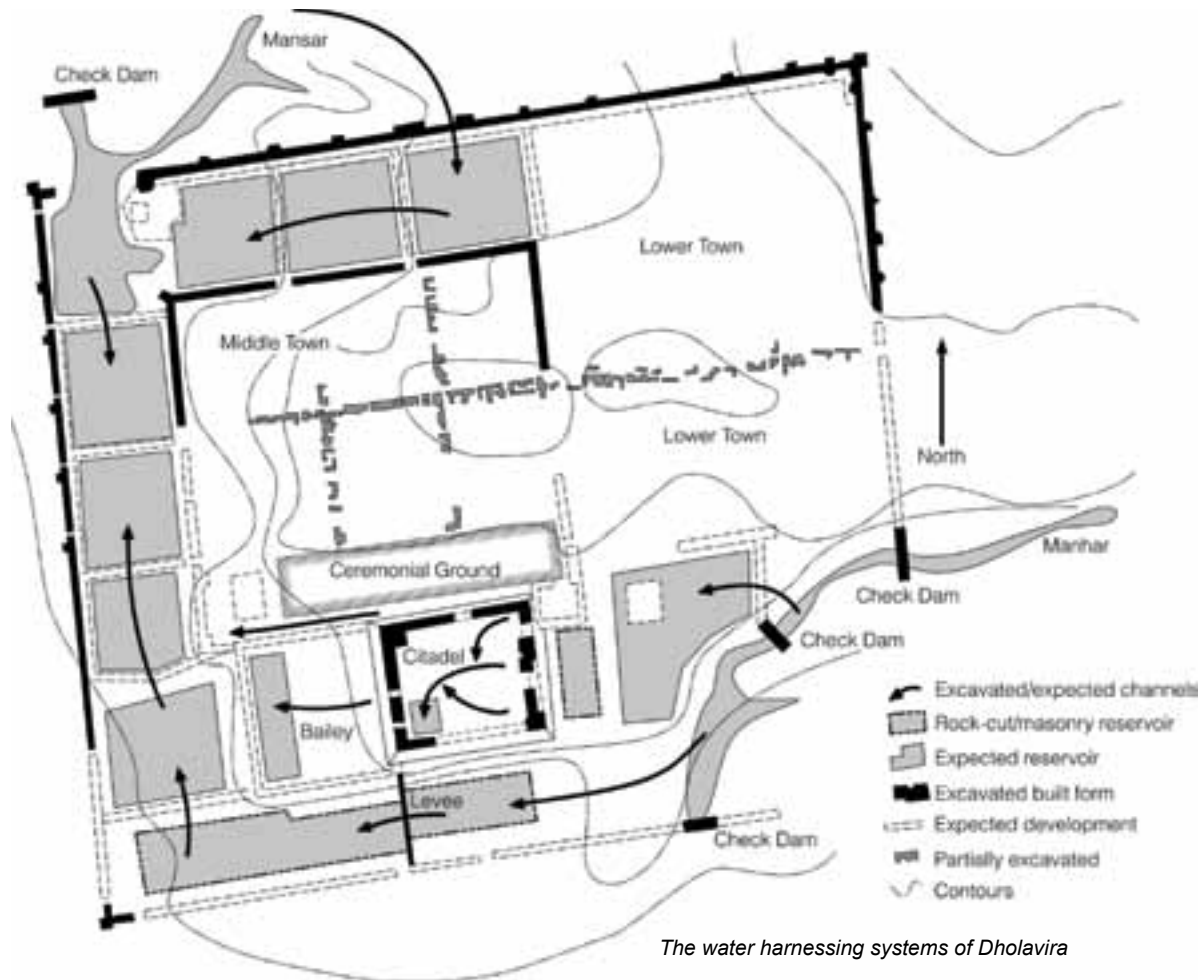 Mansar
Check Dam
Lower Town
Middle Town
Lower Town
North
Manhar
Ceremonial Ground
Check Dam
Check Dam
Citadel
Bailey
Levee
Check Dam
Excavated/expected channels
Rock-cut/masonry reservoir
Expected reservoir
Excavated built form
Expected development
Partially excavated
Contours
The water harnessing systems of Dholavira